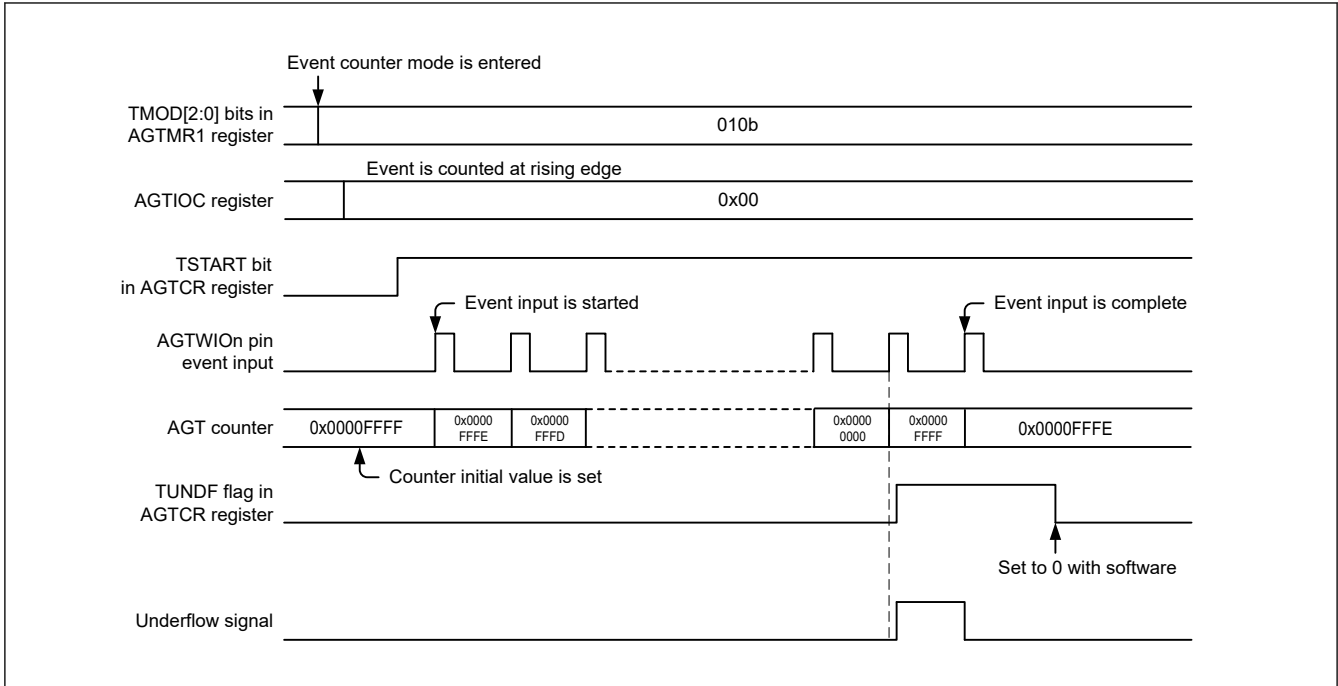 Event counter mode is entered
TMOD[2:0] bits in
AGTMR1 register
010b
Event is counted at rising edge
AGTIOC register
0x00
TSTART bit
in AGTCR register
Event input is started
Event input is complete
AGTWIOn pin
event input
AGT counter
0x0000FFFF
0x0000
FFFE
0x0000
FFFD
0x0000
0000
0x0000
FFFF
0x0000FFFE
Counter initial value is set
TUNDF flag in
AGTCR register
Set to 0 with software
Underflow signal